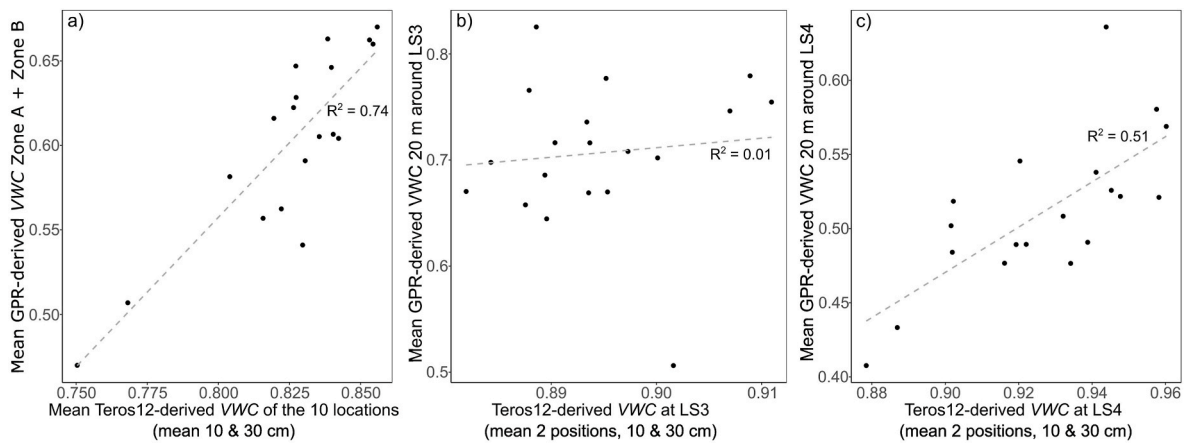 a)
Mean GPR-derived VWC Zone A + Zone B
0.65
0.60
0.55
0.50
R² = 0.74
0.750 0.775 0.800 0.825 0.850
Mean Teros12-derived VWC of the 10 locations
(mean 10 & 30 cm)
b)
Mean GPR-derived VWC 20 m around LS3
0.8
0.7
0.6
0.5
R² = 0.01
0.89 0.90 0.91
Teros12-derived VWC at LS3
(mean 2 positions, 10 & 30 cm)
c)
Mean GPR-derived VWC 20 m around LS4
0.60
0.55
0.50
0.45
0.40
R² = 0.51
0.88 0.90 0.92 0.94 0.96
Teros12-derived VWC at LS4
(mean 2 positions, 10 & 30 cm)